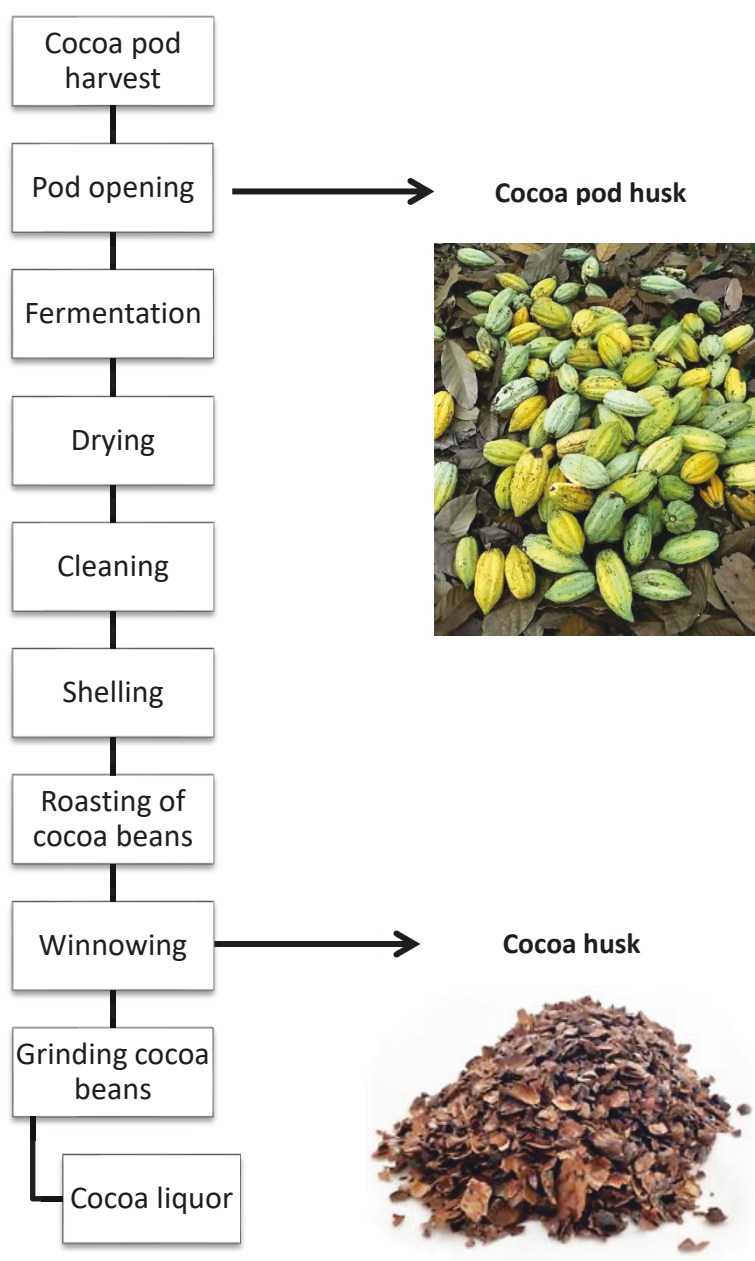 Cocoa pod
harvest
Pod opening
Cocoa pod husk
Fermentation
Drying
Cleaning
Shelling
Roasting of
cocoa beans
Winnowing
Cocoa husk
Grinding cocoa
beans
Cocoa liquor